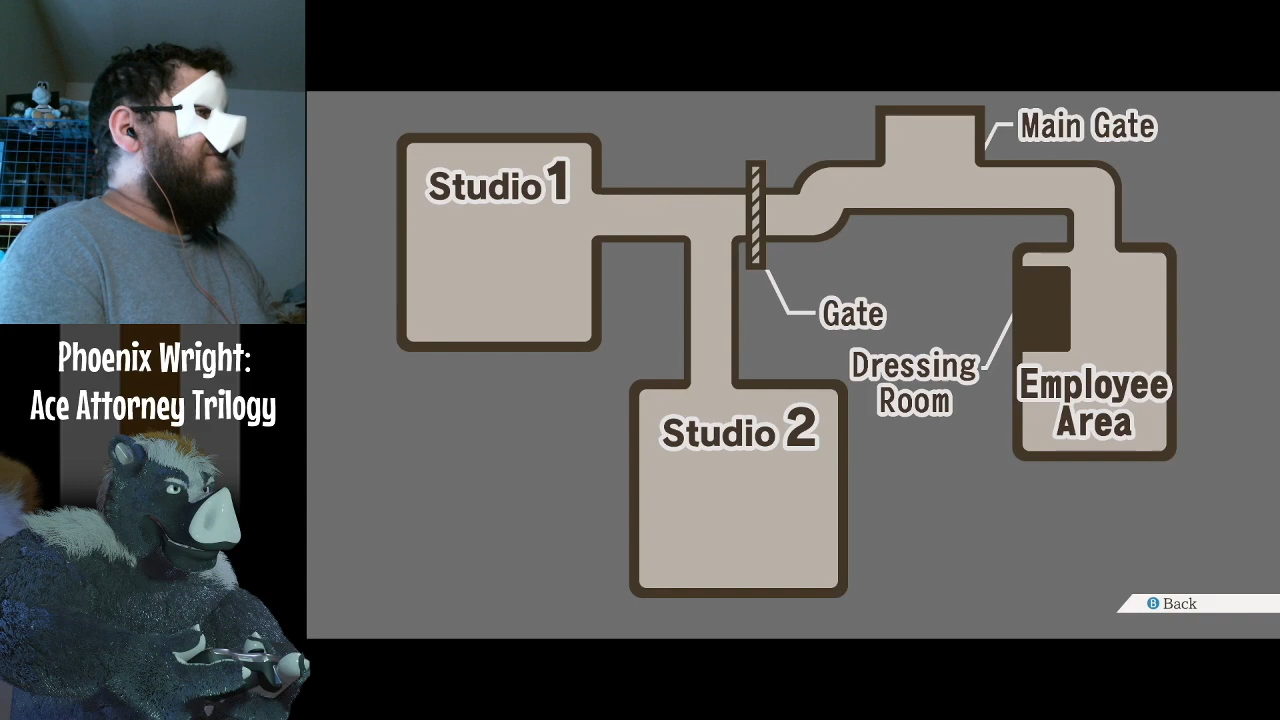 Main Gate
Studio 1
Gate
Phoenix Wright:
Ace Attorney Trilogy
Dressing
Room
Employee
Area
Studio 2
B Back